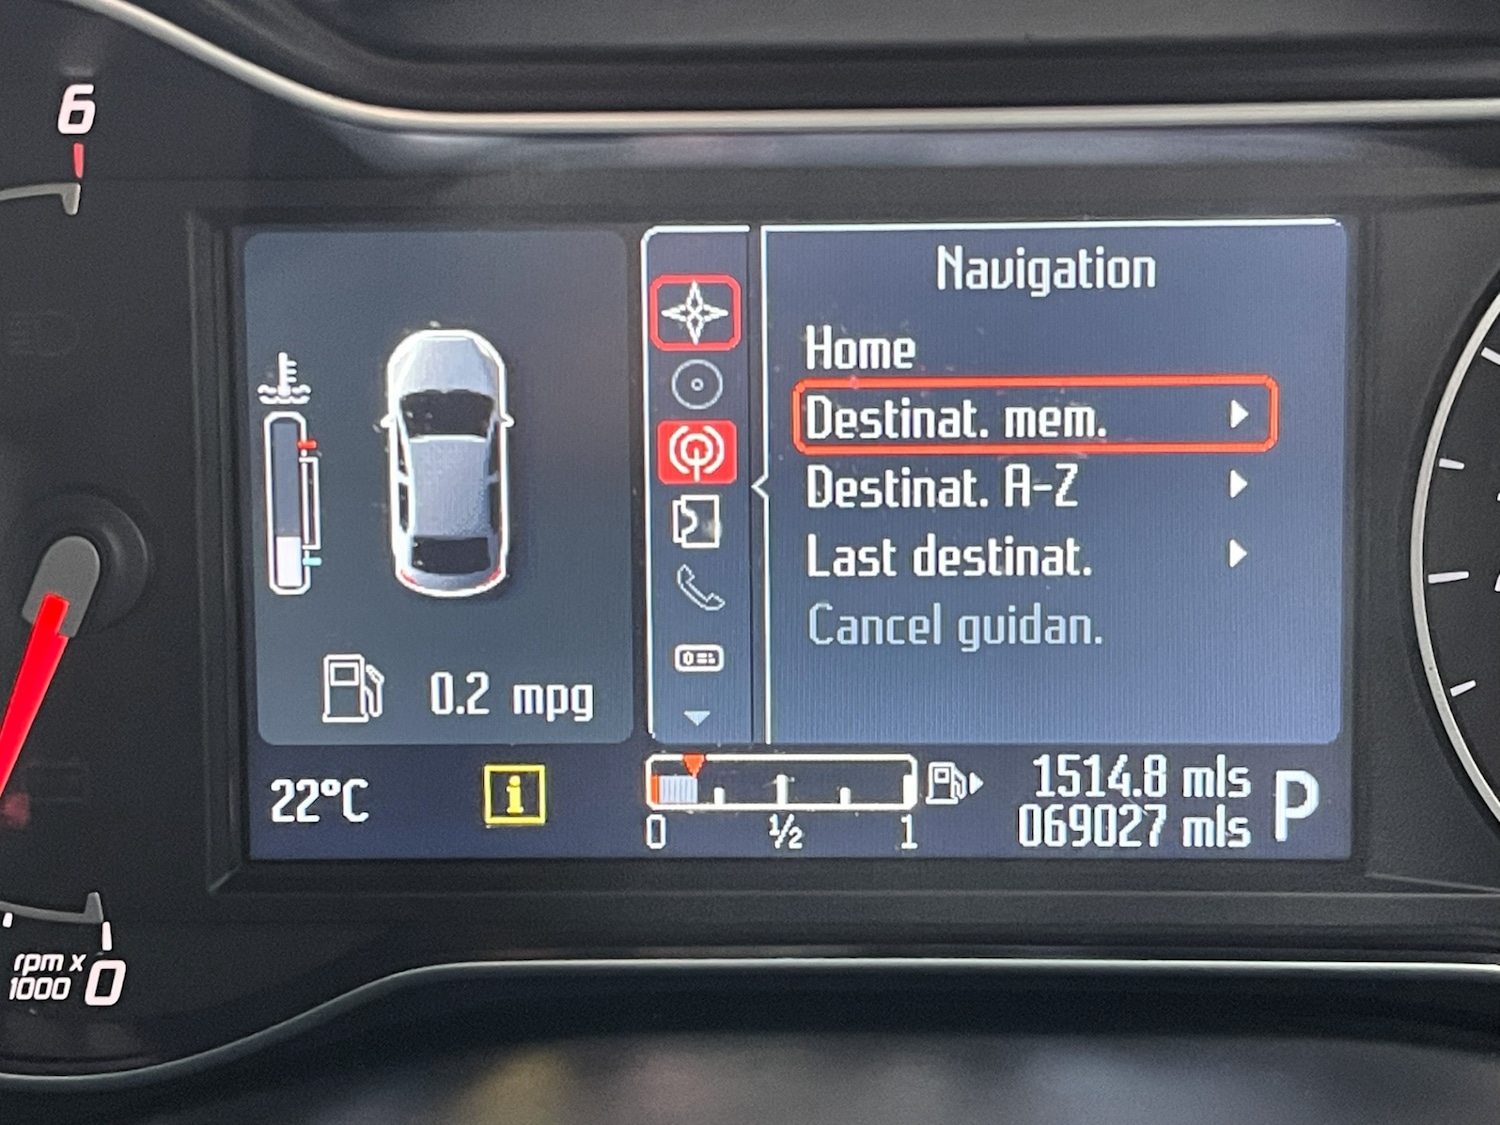 6
Navigation
Home
Destinat. mem.
Destinat. A-Z
Last destinat.
Cancel guidan.
0.2 mpg
22°C
i
0 ½ 1
1514.8 mls
069027 mls
P
rpm x
1000 0